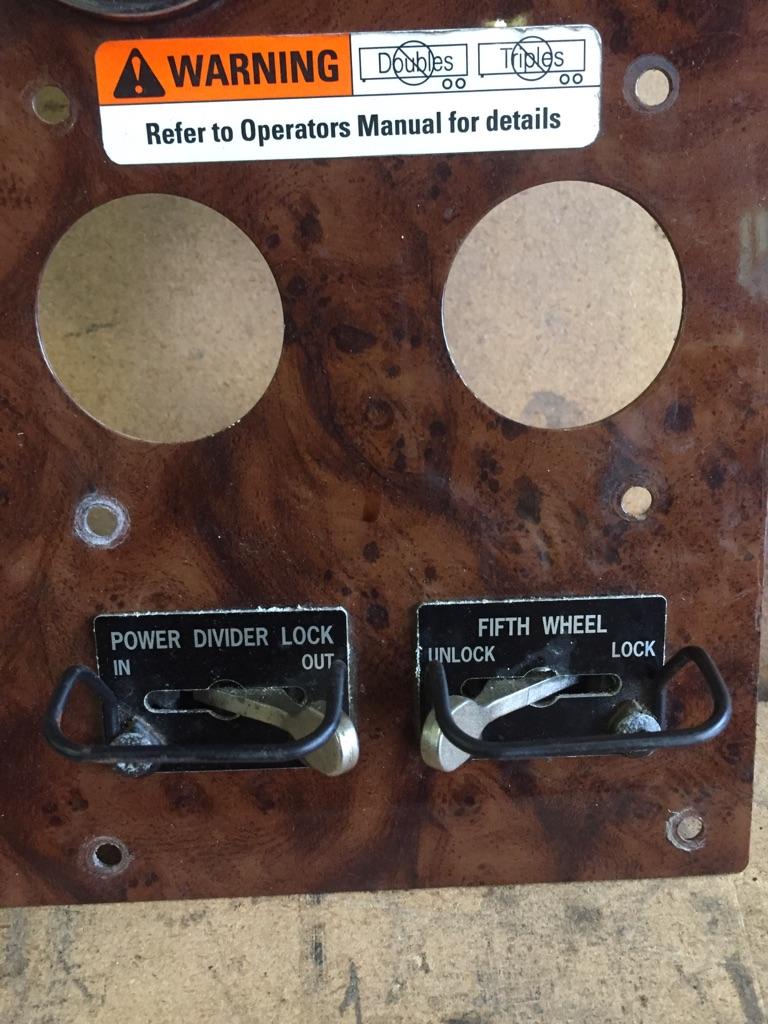 WARNING Doubles Triples
Refer to Operators Manual for details
POWER DIVIDER LOCK
IN OUT
FIFTH WHEEL
UNLOCK LOCK